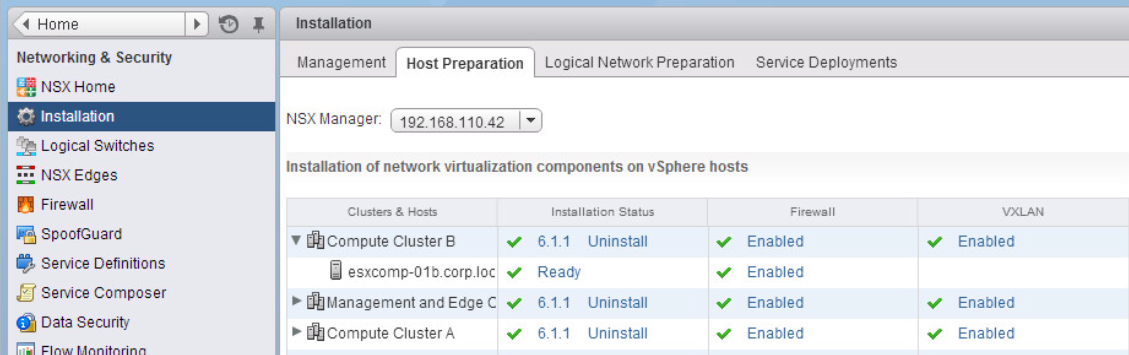 Home
Networking & Security
NSX Home
Installation
Logical Switches
NSX Edges
Firewall
SpoofGuard
Service Definitions
Service Composer
Data Security
Flow Monitoring
Installation
Management Host Preparation Logical Network Preparation Service Deployments
NSX Manager: 192.168.110.42
Installation of network virtualization components on vSphere hosts
Clusters & Hosts Installation Status Firewall VXLAN
Compute Cluster B 6.1.1 Uninstall Enabled Enabled
esxcomp-01b.corp.loc Ready Enabled
Management and Edge C 6.1.1 Uninstall Enabled Enabled
Compute Cluster A 6.1.1 Uninstall Enabled Enabled